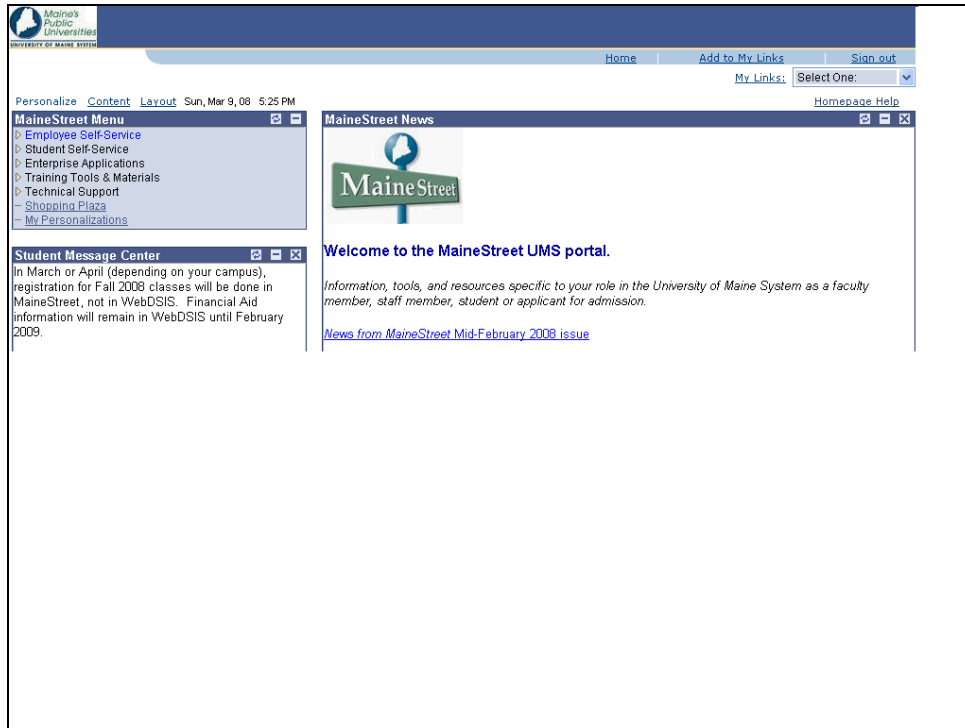 Maine's
Public
Universities
UNIVERSITY OF MAINE SYSTEM
Home Add to My Links Sign out
My Links: Select One:
Personalize Content Layout Sun, Mar 9, 08 5:25 PM
Homepage Help
MaineStreet Menu
Employee Self-Service
Student Self-Service
Enterprise Applications
Training Tools & Materials
Technical Support
Shopping Plaza
My Personalizations
Student Message Center
In March or April (depending on your campus),
registration for Fall 2008 classes will be done in
MaineStreet, not in WebDSIS. Financial Aid
information will remain in WebDSIS until February
2009.
MaineStreet News
MaineStreet
Welcome to the MaineStreet UMS portal.
Information, tools, and resources specific to your role in the University of Maine System as a faculty
member, staff member, student or applicant for admission.
News from MaineStreet Mid-February 2008 issue